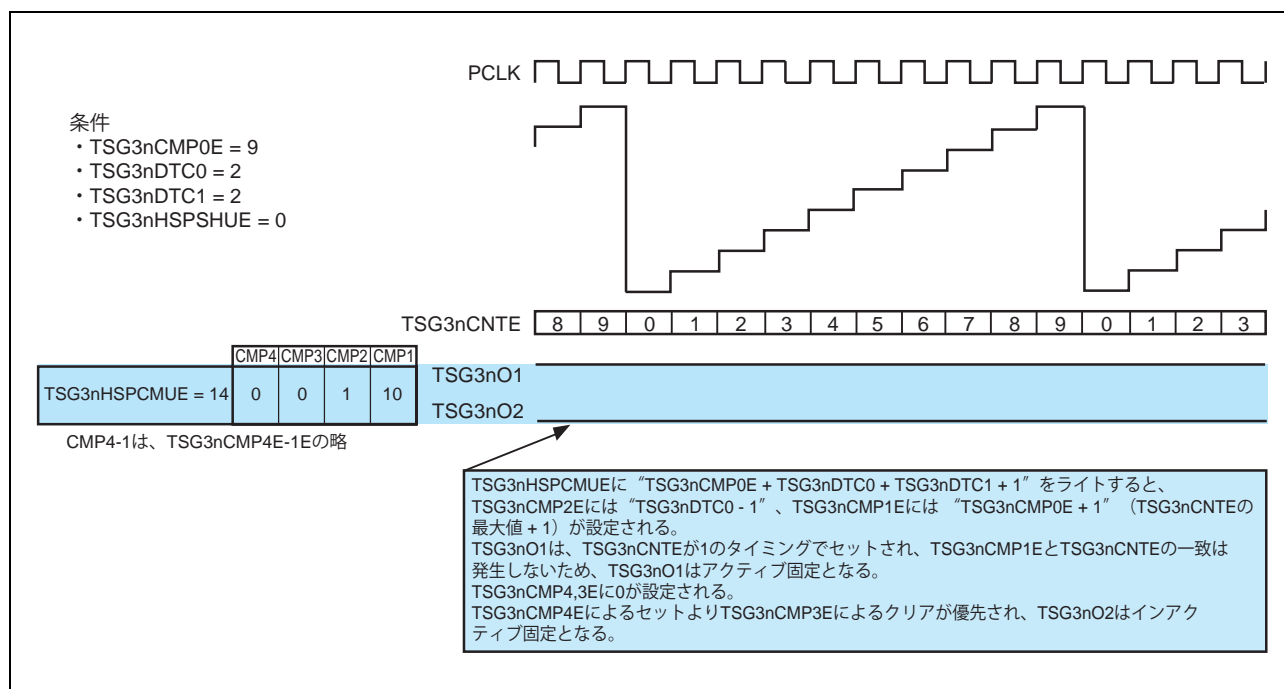 PCLK
条件
・TSG3nCMP0E = 9
・TSG3nDTC0 = 2
・TSG3nDTC1 = 2
・TSG3nHSPSHUE = 0
TSG3nCNTE 8 9 0 1 2 3 4 5 6 7 8 9 0 1 2 3
CMP4 CMP3 CMP2 CMP1
TSG3nHSPCMUE = 14 0 0 1 10
TSG3nO1
TSG3nO2
CMP4-1は、TSG3nCMP4E-1Eの略
TSG3nHSPCMUEに“TSG3nCMP0E + TSG3nDTC0 + TSG3nDTC1 + 1”をライトすると、
TSG3nCMP2Eには“TSG3nDTC0 - 1”、TSG3nCMP1Eには “TSG3nCMP0E + 1”（TSG3nCNTEの
最大値 + 1）が設定される。
TSG3nO1は、TSG3nCNTEが1のタイミングでセットされ、TSG3nCMP1EとTSG3nCNTEの一致は
発生しないため、TSG3nO1はアクティブ固定となる。
TSG3nCMP4,3Eに0が設定される。
TSG3nCMP4EによるセットよりTSG3nCMP3Eによるクリアが優先され、TSG3nO2はインアク
ティブ固定となる。